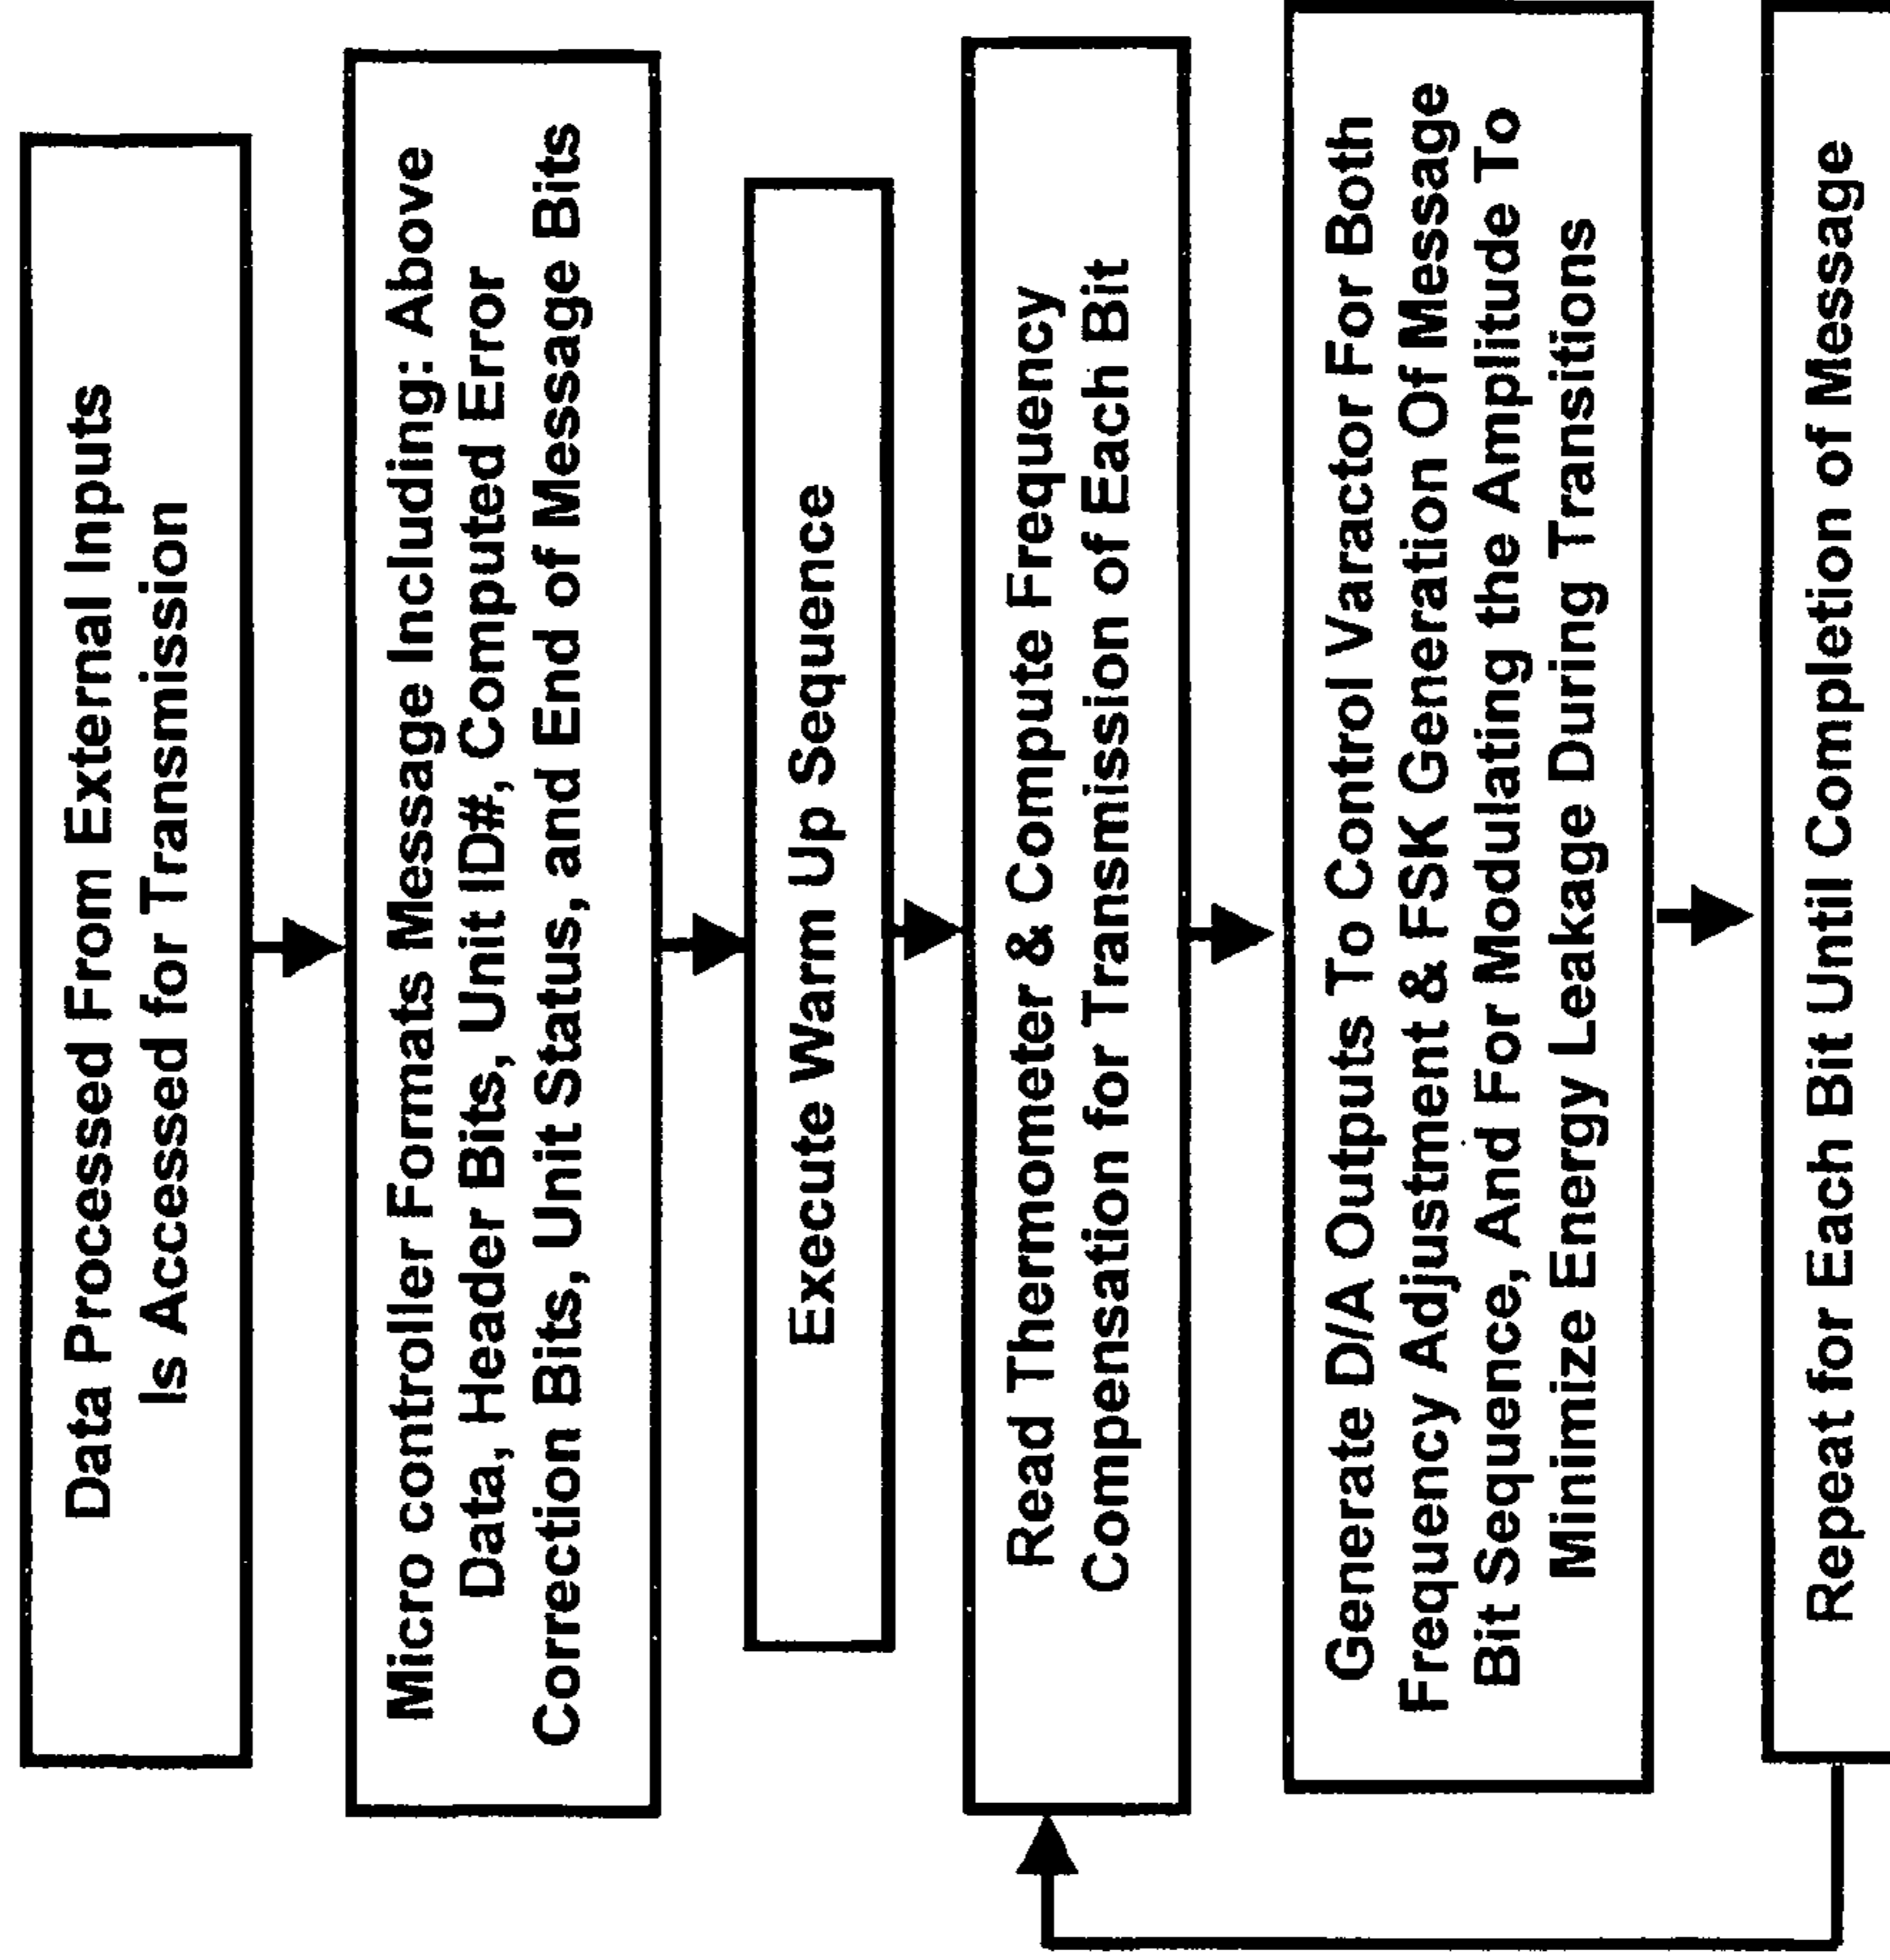 Data Processed From External Inputs
Is Accessed for Transmission
Micro controller Formats Message Including: Above
Data, Header Bits, Unit ID#, Computed Error
Correction Bits, Unit Status, and End of Message Bits
Execute Warm Up Sequence
Read Thermometer & Compute Frequency
Compensation for Transmission of Each Bit
Generate D/A Outputs To Control Varactor For Both
Frequency Adjustment & FSK Generation Of Message
Bit Sequence, And For Modulating the Amplitude To
Minimize Energy Leakage During Transitions
Repeat for Each Bit Until Completion of Message